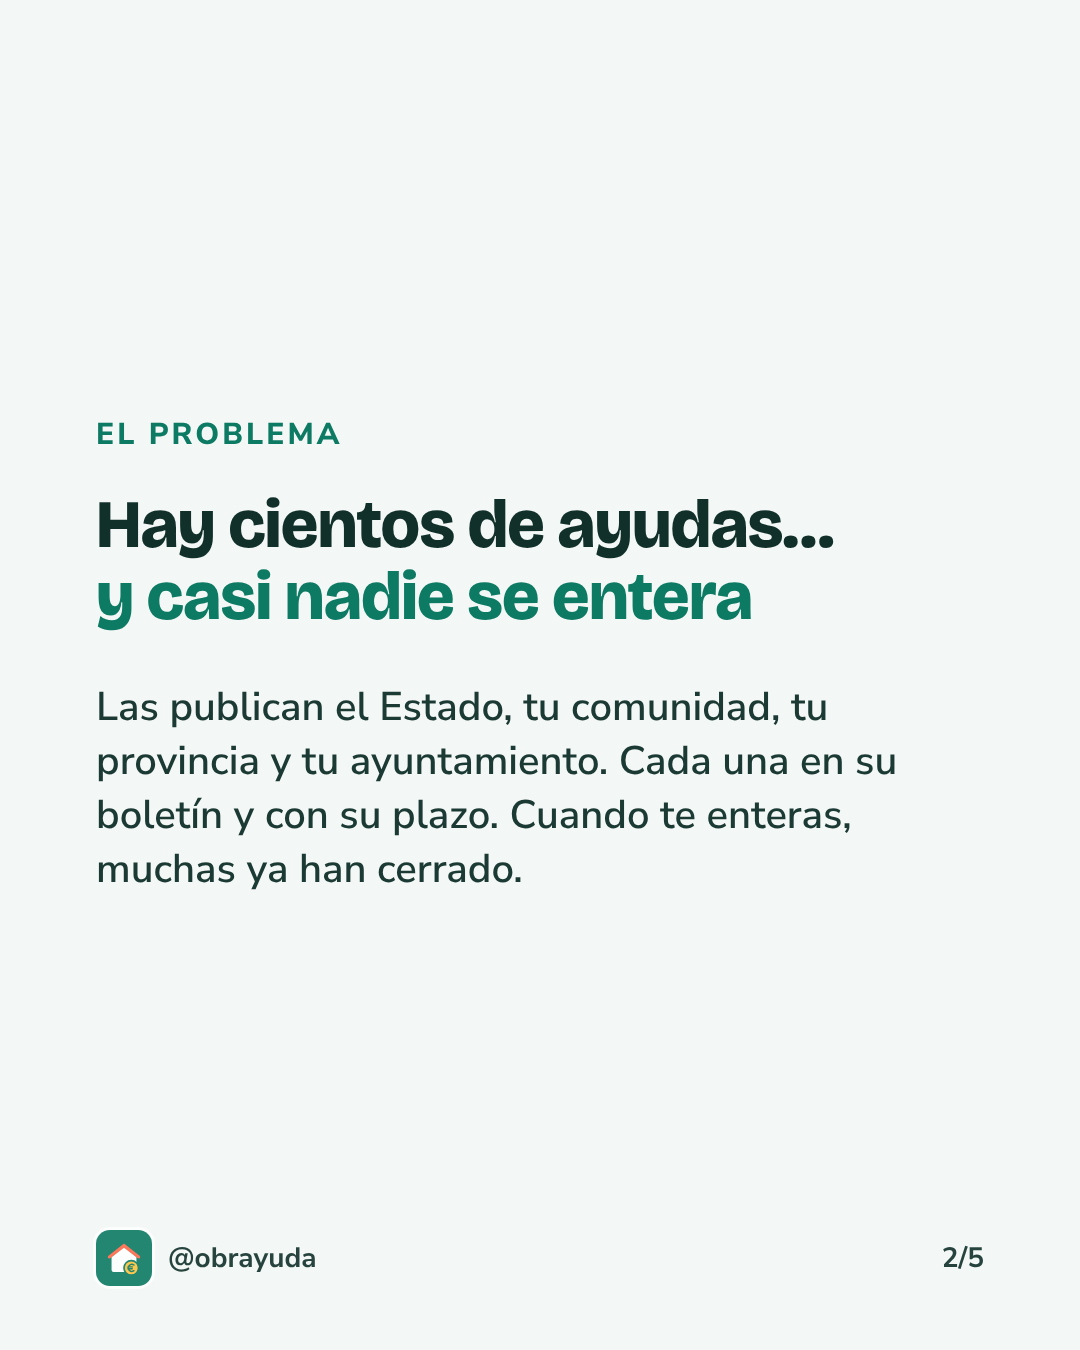 EL PROBLEMA
Hay cientos de ayudas...
y casi nadie se entera
Las publican el Estado, tu comunidad, tu
provincia y tu ayuntamiento. Cada una en su
boletín y con su plazo. Cuando te enteras,
muchas ya han cerrado.
€
@obrayuda
2/5